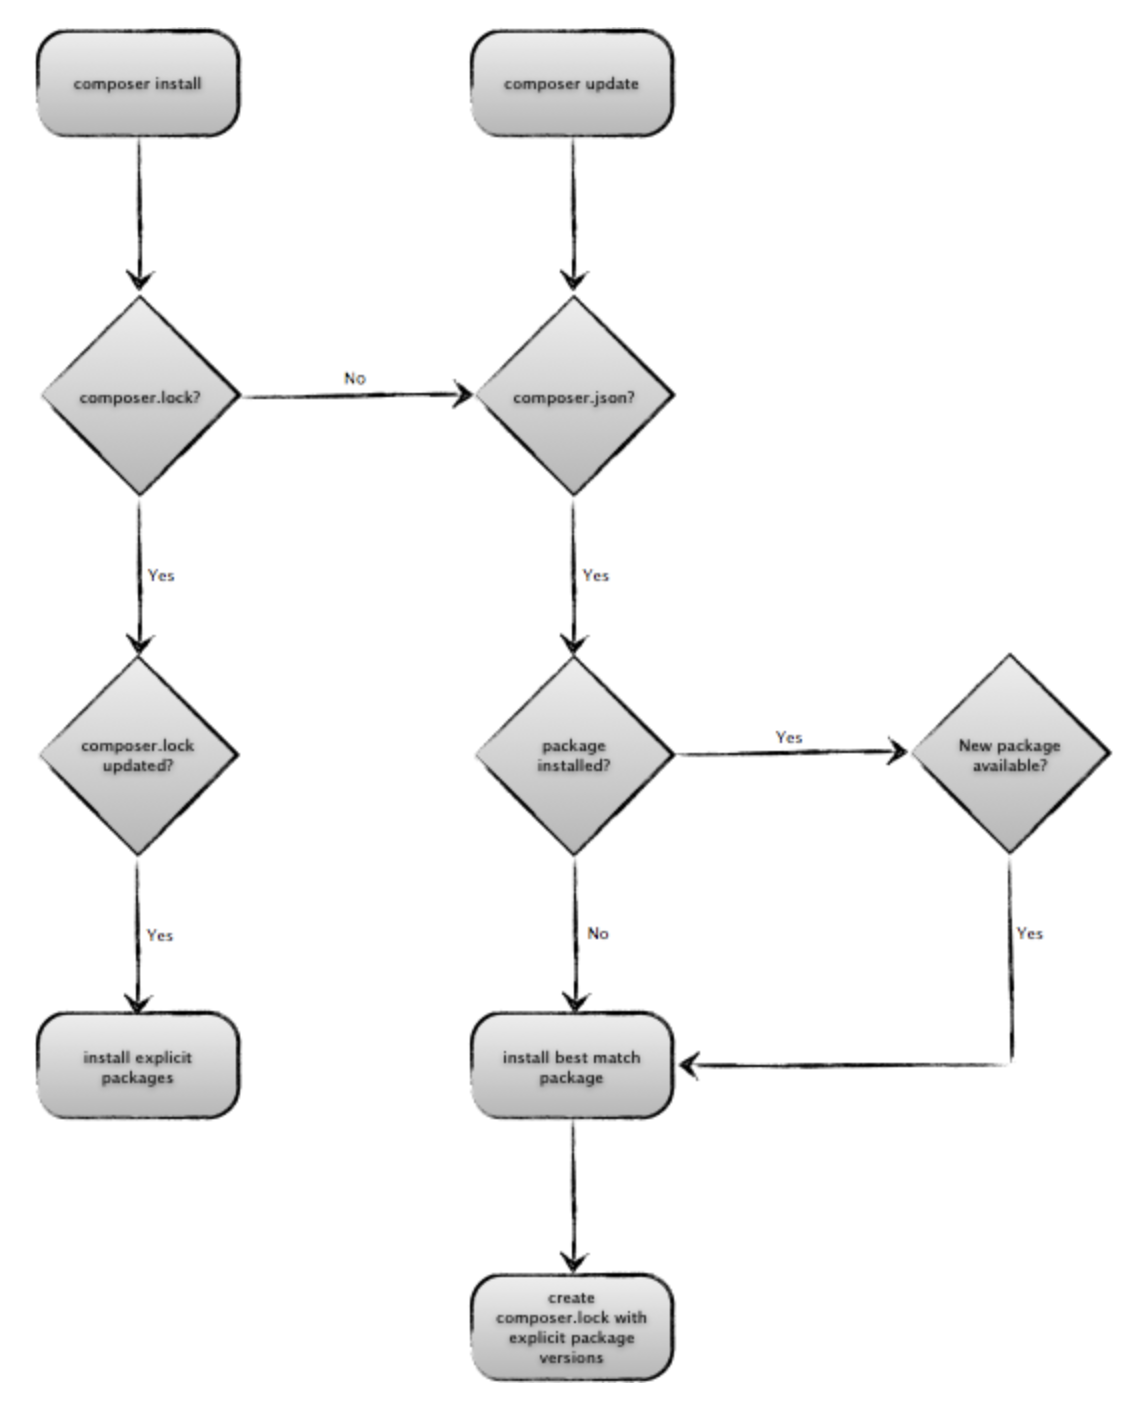 composer install
composer update
composer.lock?
No
composer.json?
Yes
Yes
composer.lock
updated?
package
installed?
Yes
New package
available?
Yes
No
Yes
install explicit
packages
install best match
package
create
composer.lock with
explicit package
versions